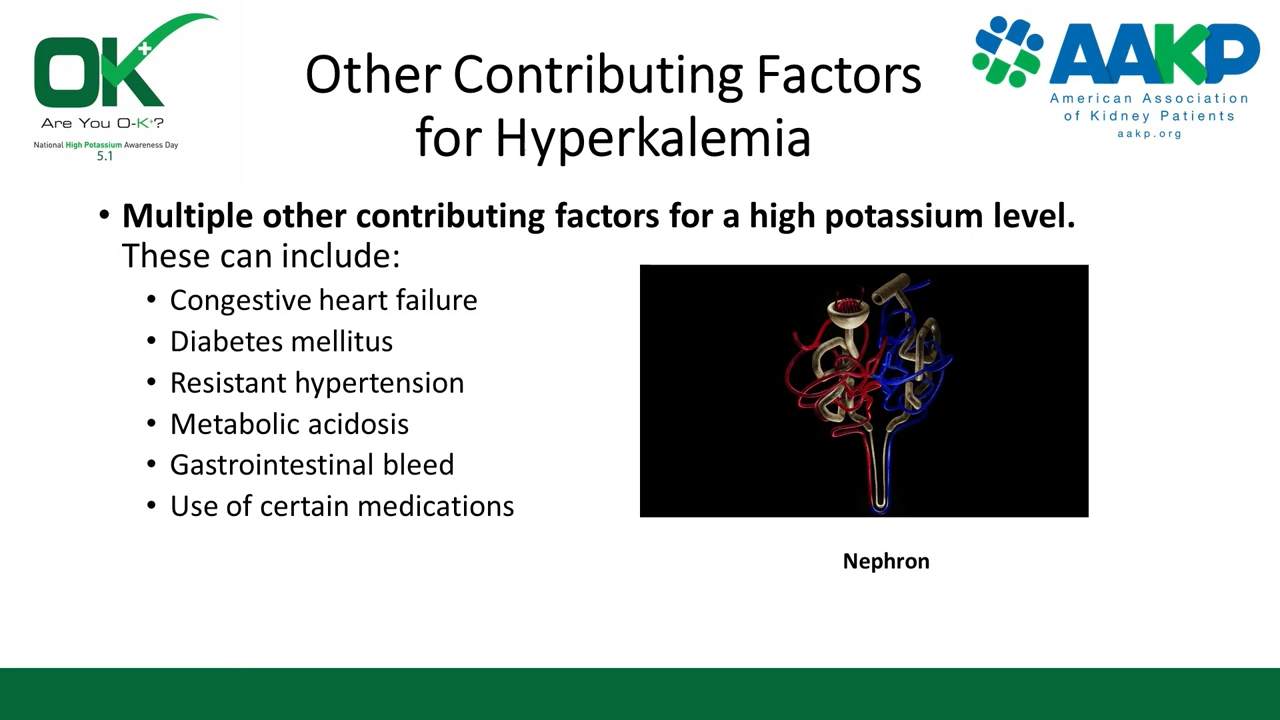 OK+
Are You O-K+?
National High Potassium Awareness Day
5.1
Other Contributing Factors
for Hyperkalemia
AAKP
American Association
of Kidney Patients
aakp.org
• Multiple other contributing factors for a high potassium level.
These can include:
• Congestive heart failure
• Diabetes mellitus
• Resistant hypertension
• Metabolic acidosis
• Gastrointestinal bleed
• Use of certain medications
Nephron